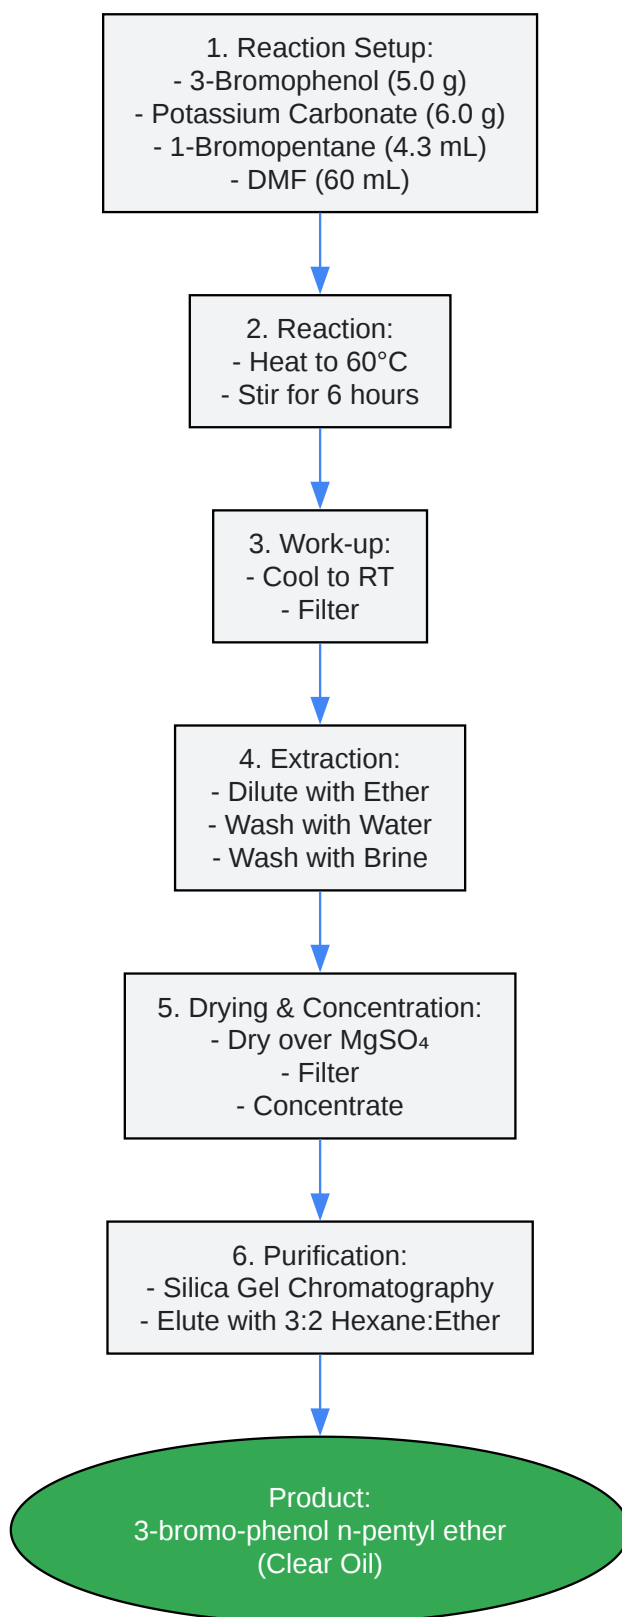 1. Reaction Setup:
- 3-Bromophenol (5.0 g)
- Potassium Carbonate (6.0 g)
- 1-Bromopentane (4.3 mL)
- DMF (60 mL)
2. Reaction:
- Heat to 60°C
- Stir for 6 hours
3. Work-up:
- Cool to RT
- Filter
4. Extraction:
- Dilute with Ether
- Wash with Water
- Wash with Brine
5. Drying & Concentration:
- Dry over MgSO₄
- Filter
- Concentrate
6. Purification:
- Silica Gel Chromatography
- Elute with 3:2 Hexane:Ether
Product:
3-bromo-phenol n-pentyl ether
(Clear Oil)